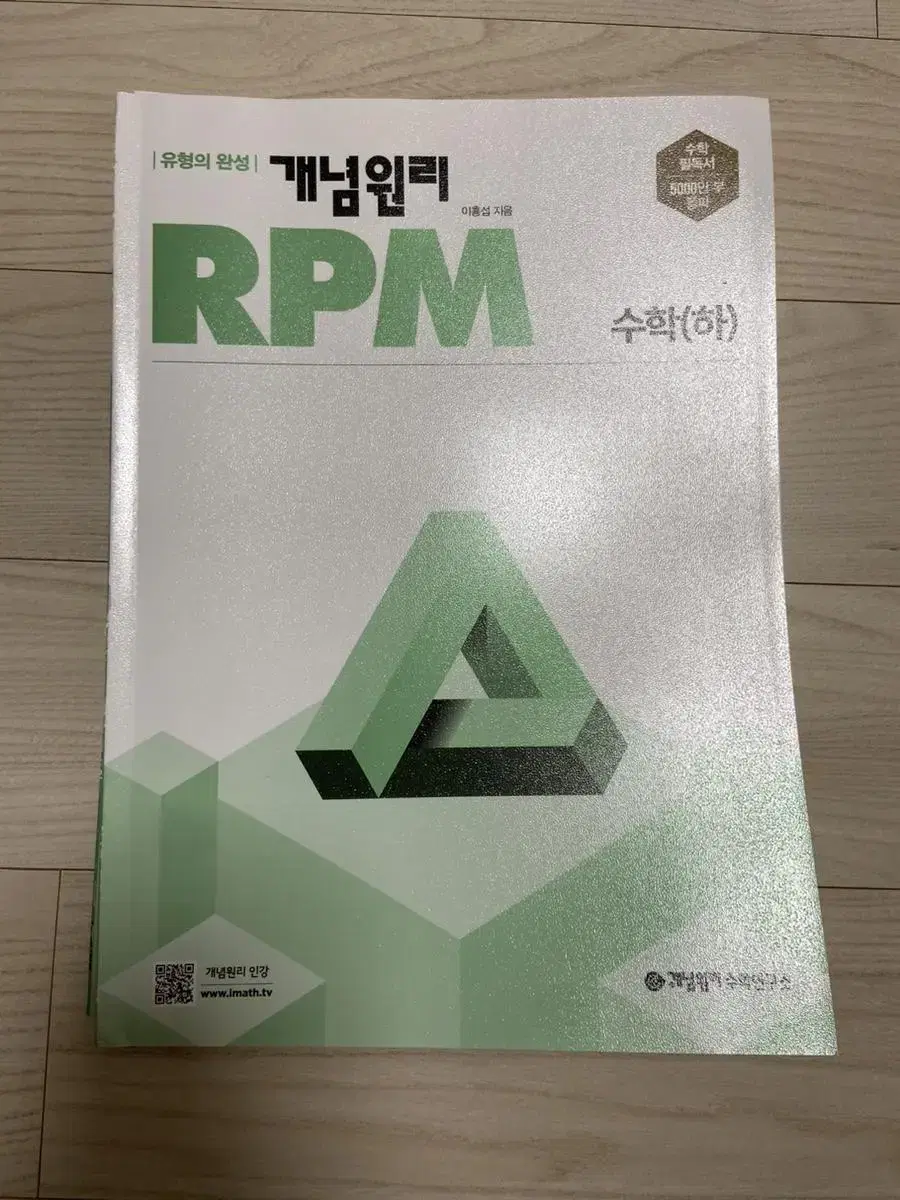 유형의 완성
개념원리
이홍섭 지음
RPM
수학
필독서
5000만 부
수학(하)
개념원리 인강
www.imath.tv
개념원리 수학연구소